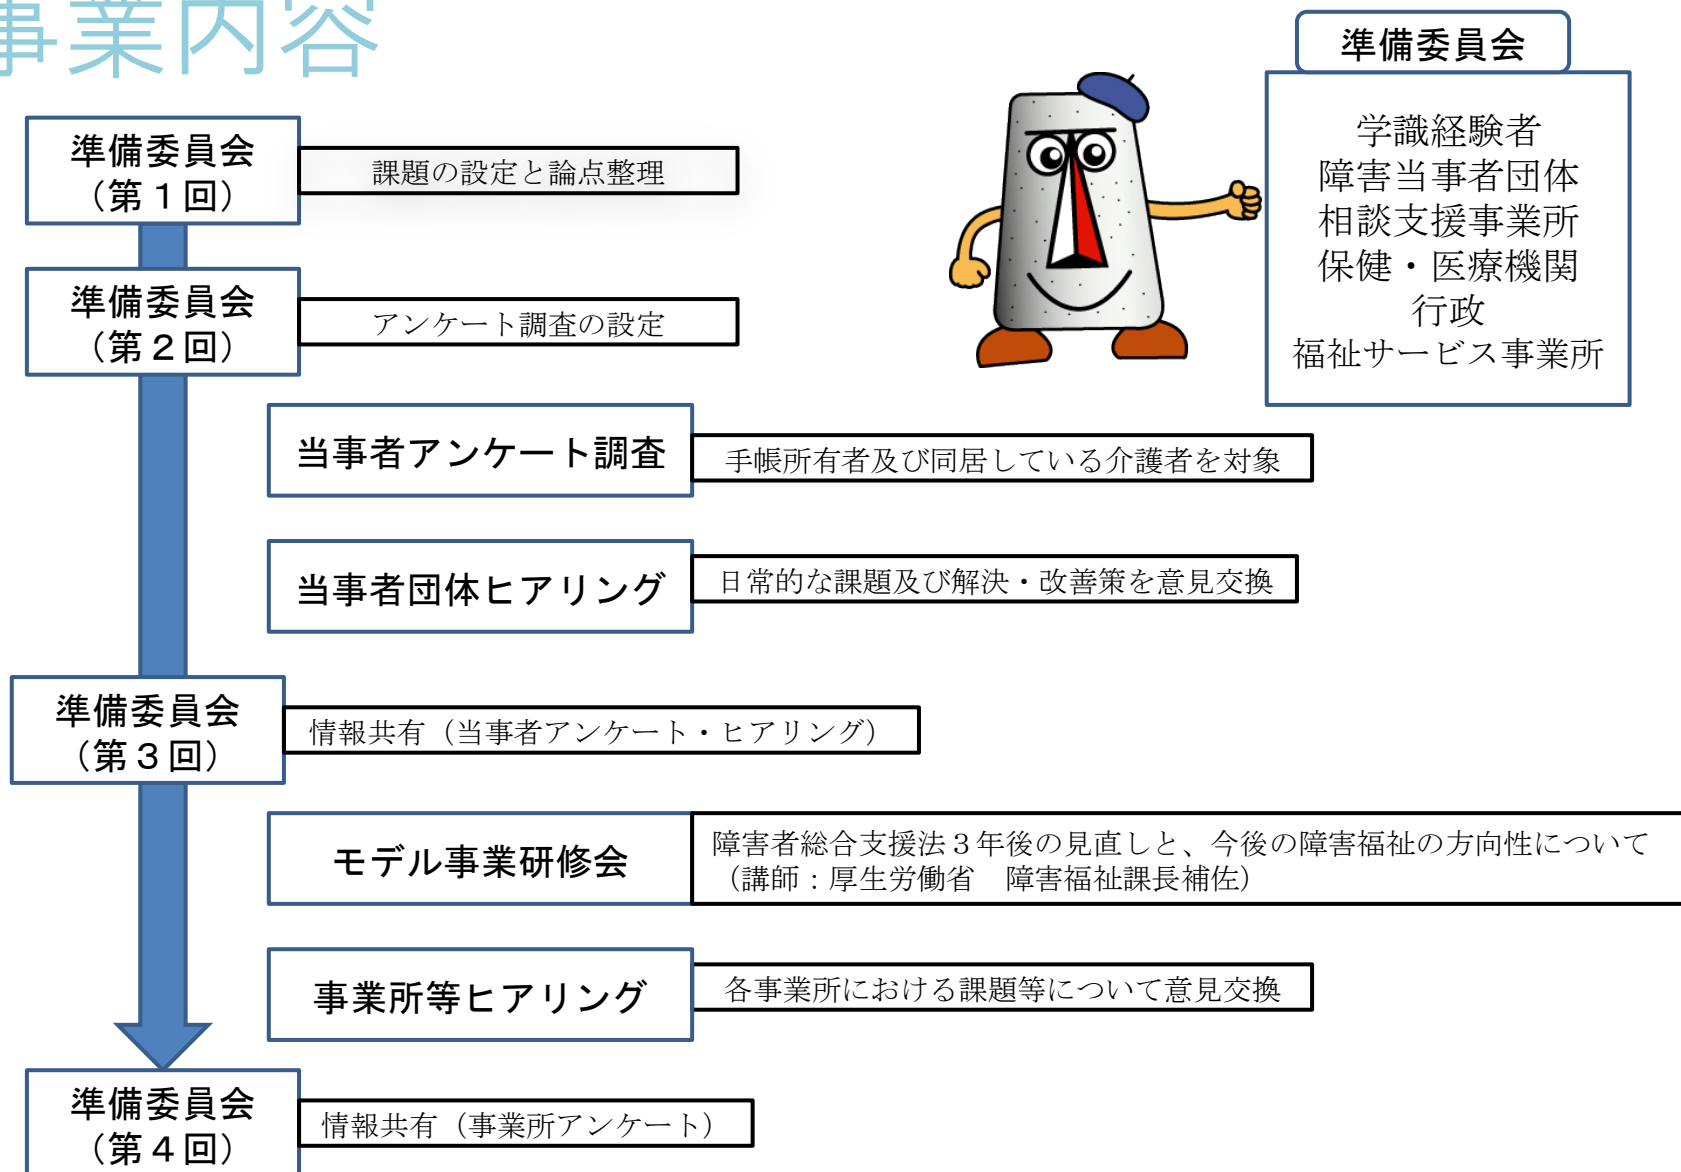 事業内容
準備委員会
学識経験者
障害当事者団体
相談支援事業所
保健・医療機関
行政
福祉サービス事業所
準備委員会
（第１回）
課題の設定と論点整理
準備委員会
（第２回）
アンケート調査の設定
当事者アンケート調査
手帳所有者及び同居している介護者を対象
当事者団体ヒアリング
日常的な課題及び解決・改善策を意見交換
準備委員会
（第３回）
情報共有（当事者アンケート・ヒアリング）
モデル事業研修会
障害者総合支援法３年後の見直しと、今後の障害福祉の方向性について
（講師：厚生労働省　障害福祉課長補佐）
事業所等ヒアリング
各事業所における課題等について意見交換
準備委員会
（第４回）
情報共有（事業所アンケート）